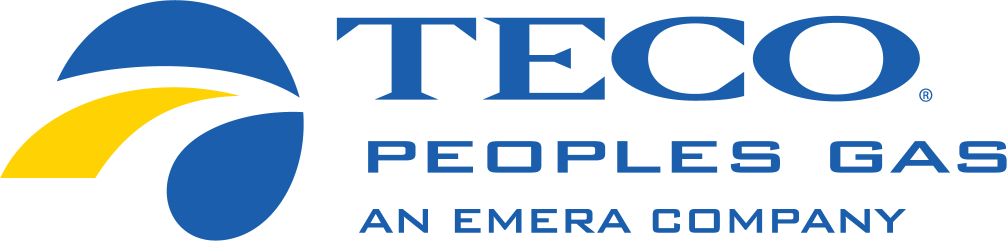 TECO®
PEOPLES GAS
AN EMERA COMPANY